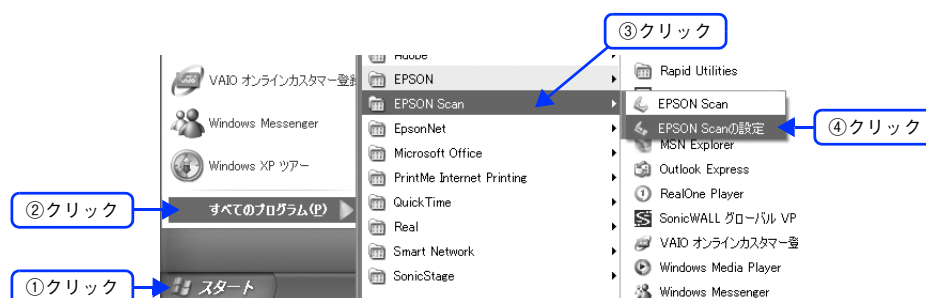 ③クリック
Adobe
VAIO オンラインカスタマー登録
EPSON
Rapid Utilities
EPSON Scan
EPSON Scan
Windows Messenger
EpsonNet
EPSON Scanの設定
④クリック
MSN Explorer
Microsoft Office
Windows XP ツアー
Outlook Express
PrintMe Internet Printing
RealOne Player
②クリック
すべてのプログラム(P)
QuickTime
SonicWALL グローバル VP
Real
VAIO オンラインカスタマー登
Smart Network
Windows Media Player
①クリック
スタート
SonicStage
Windows Messenger